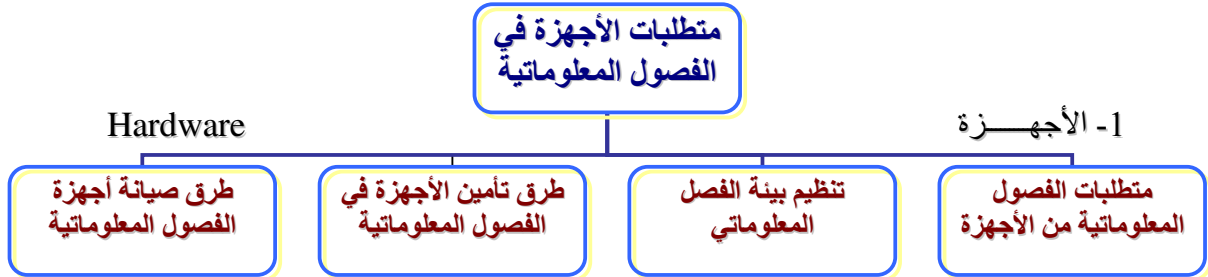 متطلبات الأجهزة في
الفصول المعلوماتية
1- الأجهـــــزة Hardware
متطلبات الفصول
المعلوماتية من الأجهزة
تنظيم بيئة الفصل
المعلوماتي
طرق تأمين الأجهزة في
الفصول المعلوماتية
طرق صيانة أجهزة
الفصول المعلوماتية